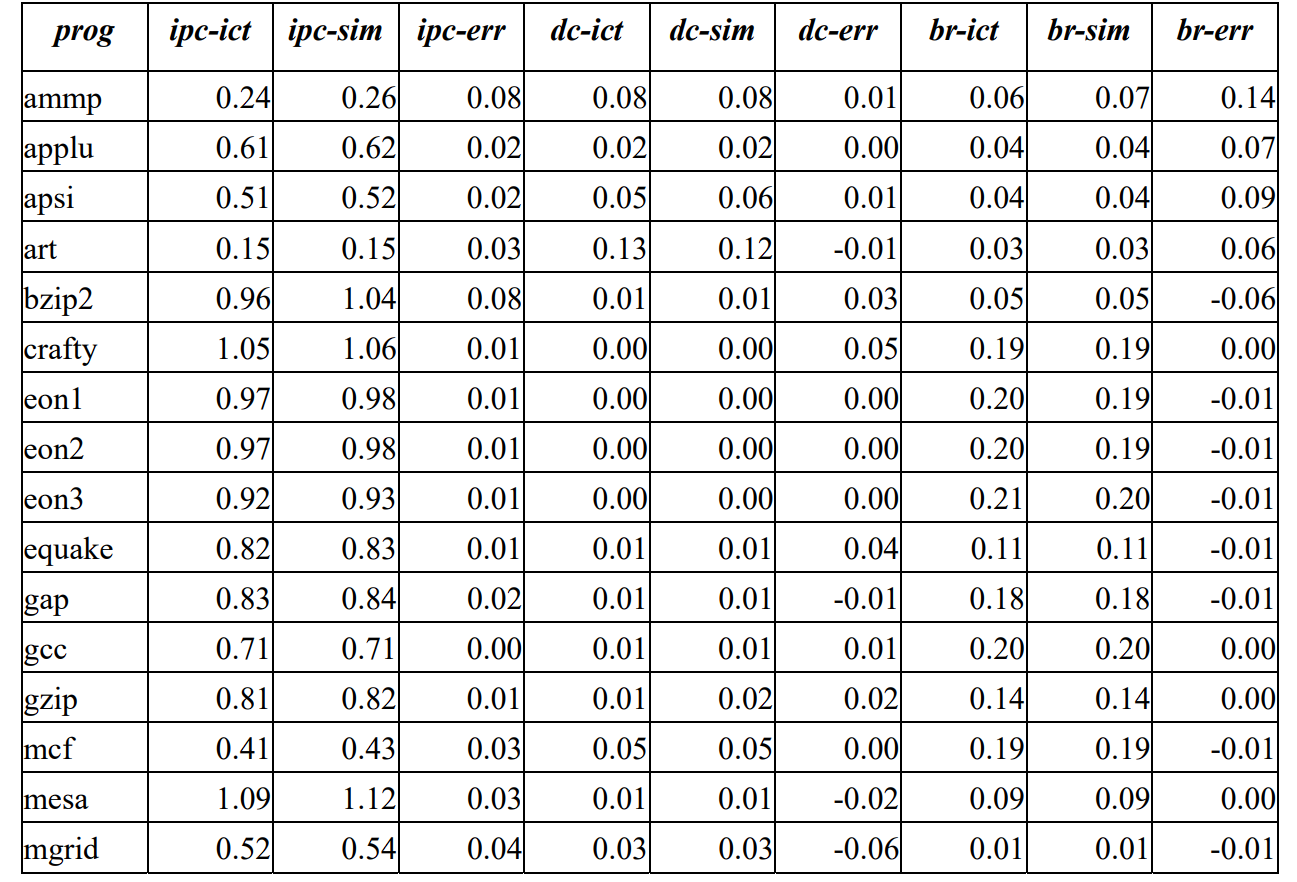 prog ipc-ict ipc-sim ipc-err dc-ict dc-sim dc-err br-ict br-sim br-err
ammp 0.24 0.26 0.08 0.08 0.08 0.01 0.06 0.07 0.14
applu 0.61 0.62 0.02 0.02 0.02 0.00 0.04 0.04 0.07
apsi 0.51 0.52 0.02 0.05 0.06 0.01 0.04 0.04 0.09
art 0.15 0.15 0.03 0.13 0.12 -0.01 0.03 0.03 0.06
bzip2 0.96 1.04 0.08 0.01 0.01 0.03 0.05 0.05 -0.06
crafty 1.05 1.06 0.01 0.00 0.00 0.05 0.19 0.19 0.00
eon1 0.97 0.98 0.01 0.00 0.00 0.00 0.20 0.19 -0.01
eon2 0.97 0.98 0.01 0.00 0.00 0.00 0.20 0.19 -0.01
eon3 0.92 0.93 0.01 0.00 0.00 0.00 0.21 0.20 -0.01
equake 0.82 0.83 0.01 0.01 0.01 0.04 0.11 0.11 -0.01
gap 0.83 0.84 0.02 0.01 0.01 -0.01 0.18 0.18 -0.01
gcc 0.71 0.71 0.00 0.01 0.01 0.01 0.20 0.20 0.00
gzip 0.81 0.82 0.01 0.01 0.02 0.02 0.14 0.14 0.00
mcf 0.41 0.43 0.03 0.05 0.05 0.00 0.19 0.19 -0.01
mesa 1.09 1.12 0.03 0.01 0.01 -0.02 0.09 0.09 0.00
mgrid 0.52 0.54 0.04 0.03 0.03 -0.06 0.01 0.01 -0.01